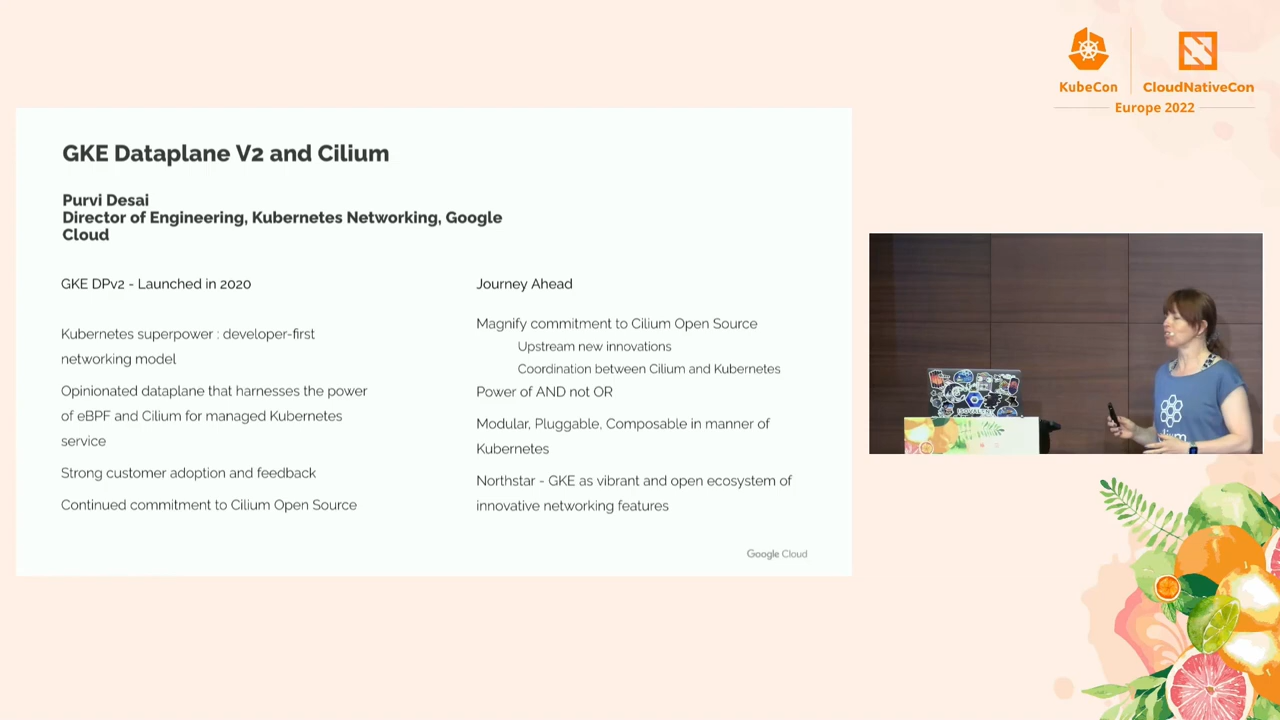 KubeCon
CloudNativeCon
Europe 2022
GKE Dataplane V2 and Cilium
Purvi Desai
Director of Engineering, Kubernetes Networking, Google
Cloud
GKE DPv2 - Launched in 2020
Kubernetes superpower : developer-first
networking model
Opinionated dataplane that harnesses the power
of eBPF and Cilium for managed Kubernetes
service
Strong customer adoption and feedback
Continued commitment to Cilium Open Source
Journey Ahead
Magnify commitment to Cilium Open Source
Upstream new innovations
Coordination between Cilium and Kubernetes
Power of AND not OR
Modular, Pluggable, Composable in manner of
Kubernetes
Northstar - GKE as vibrant and open ecosystem of
innovative networking features
Google Cloud